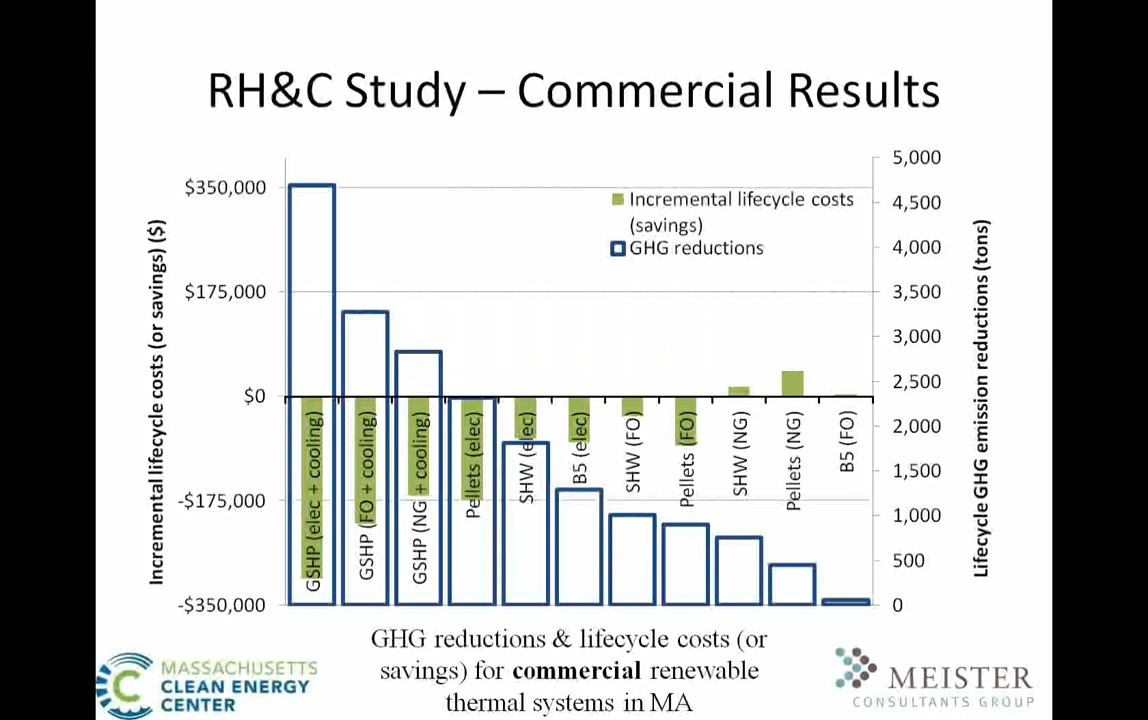 RH&C Study – Commercial Results
Incremental lifecycle costs (or savings) ($)
$350,000
$175,000
$0
-$175,000
-$350,000
Incremental lifecycle costs
(savings)
GHG reductions
GSHP (elec + cooling)
GSHP (FO + cooling)
GSHP (NG + cooling)
Pellets (elec)
SHW (elec)
B5 (elec)
SHW (FO)
Pellets (FO)
SHW (NG)
Pellets (NG)
B5 (FO)
5,000
4,500
4,000
3,500
3,000
2,500
2,000
1,500
1,000
500
0
Lifecycle GHG emission reductions (tons)
GHG reductions & lifecycle costs (or
savings) for commercial renewable
thermal systems in MA
MASSACHUSETTS
CLEAN ENERGY
CENTER
MEISTER
CONSULTANTS GROUP